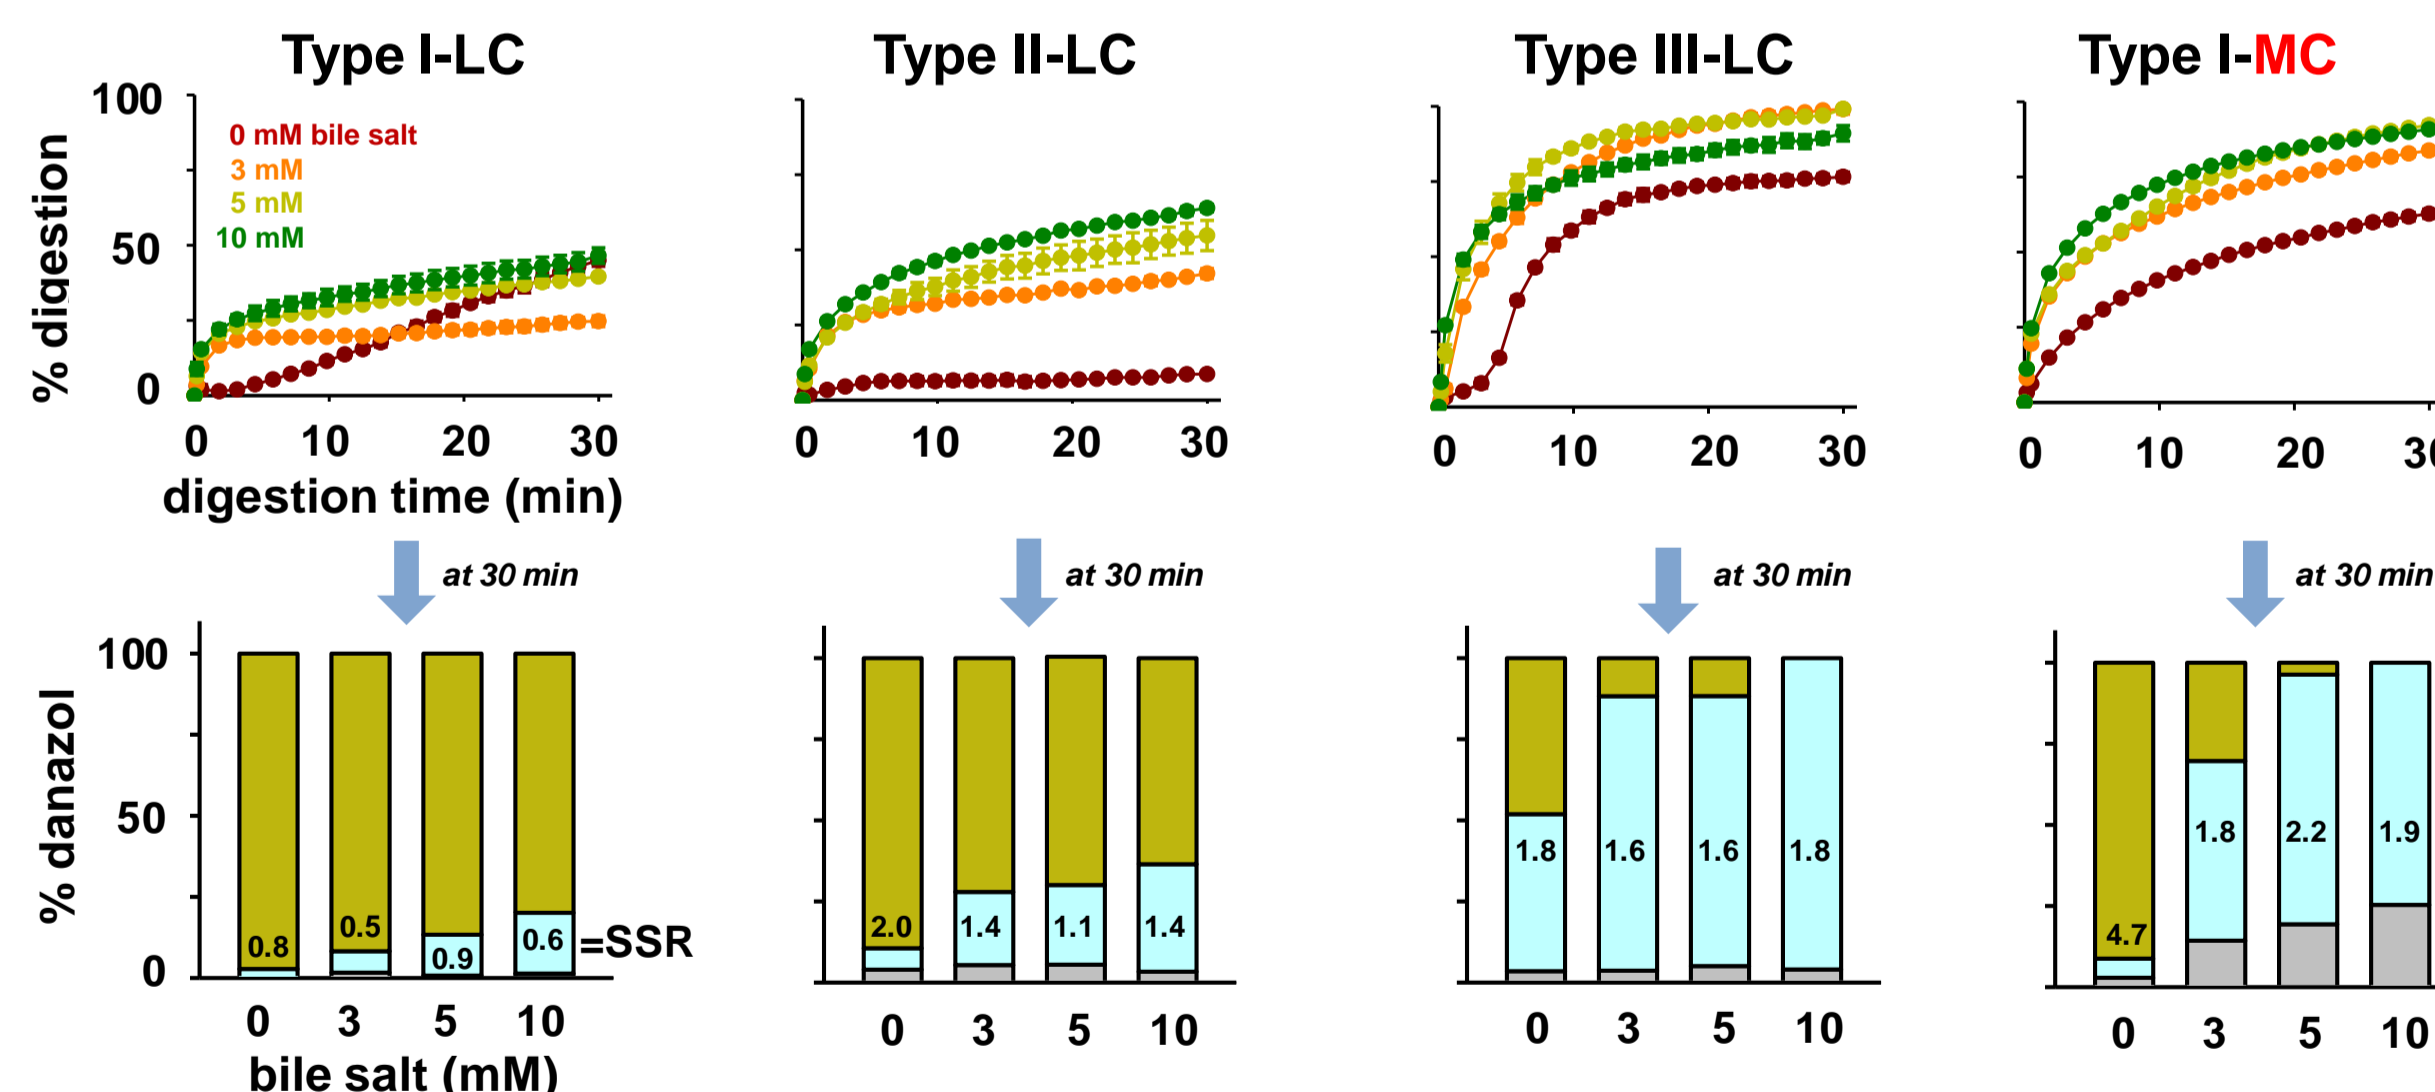 Type I-LC
Type II-LC
Type III-LC
Type I-MC
% digestion
100
50
0
0 mM bile salt
3 mM
5 mM
10 mM
0 10 20 30
0 10 20 30
0 10 20 30
0 10 20
digestion time (min)
at 30 min
at 30 min
at 30 min
at 30 min
% danazol
100
50
0
0.8 0.5 0.9 0.6 =SSR
2.0 1.4 1.1 1.4
1.8 1.6 1.6 1.8
4.7 1.8 2.2 1.9
0 3 5 10
0 3 5 10
0 3 5 10
0 3 5 10
bile salt (mM)